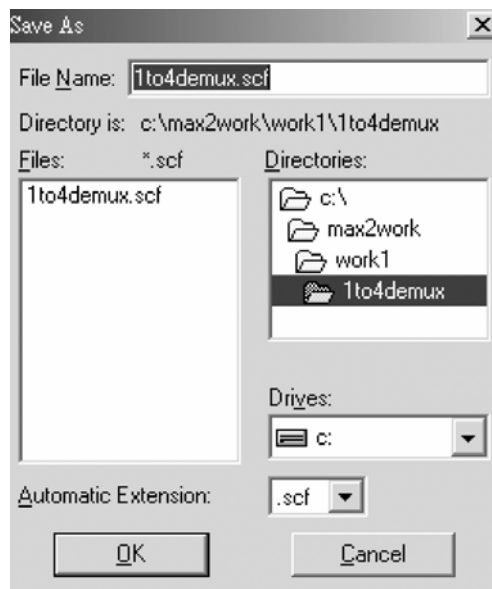 Save As
File Name: 1to4demux.scf
Directory is: c:\max2work\work1\1to4demux
Files: *.scf
Directories:
1to4demux.scf
c:\
max2work
work1
1to4demux
Drives:
c:
Automatic Extension: .scf
OK
Cancel